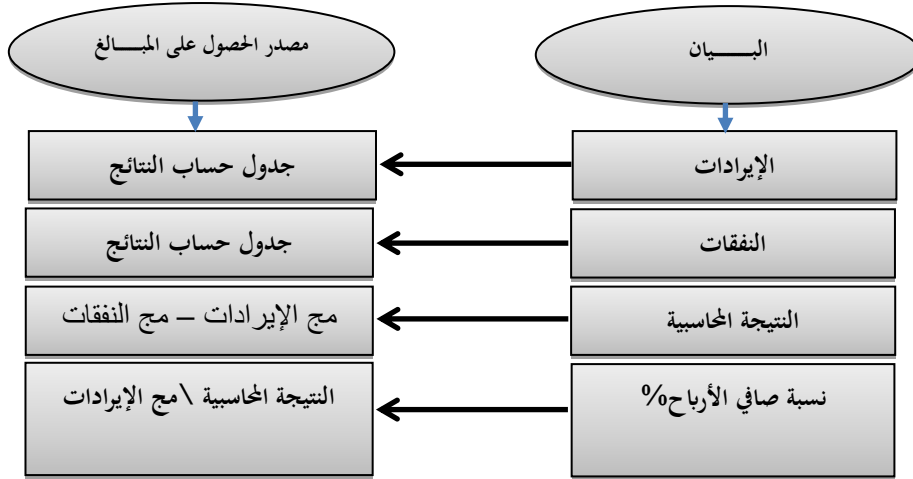 البـــــــيان
مصدر الحصول على المبـــالغ
الإيرادات
جدول حساب النتائج
النفقات
جدول حساب النتائج
النتيجة المحاسبية
مج الإيرادات – مج النفقات
نسبة صافي الأرباح%
النتيجة المحاسبية \مج الإيرادات